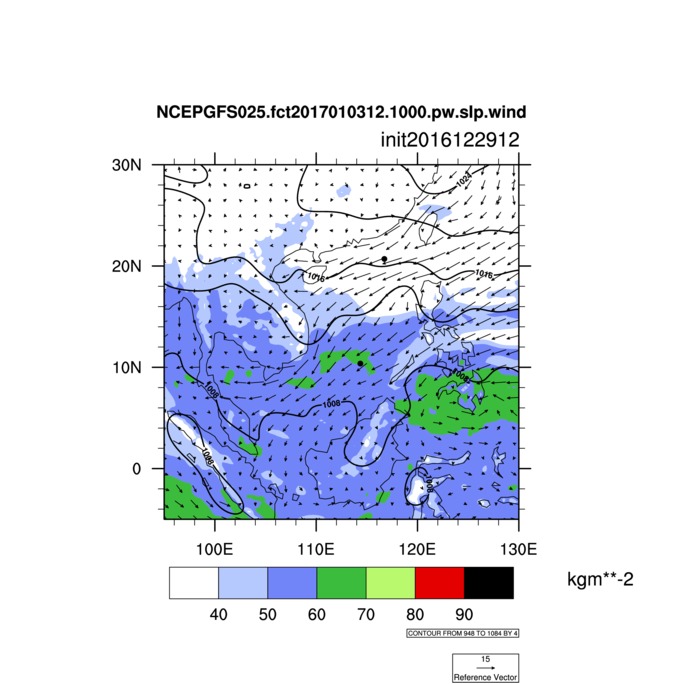 NCEPGFS025.fct2017010312.1000.pw.slp.wind
init2016122912
30N
20N
10N
0
1024
1016
1016
1008
1008
1008
1008
1008
100E 110E 120E 130E
kgm**-2
40 50 60 70 80 90
CONTOUR FROM 948 TO 1084 BY 4
15
Reference Vector